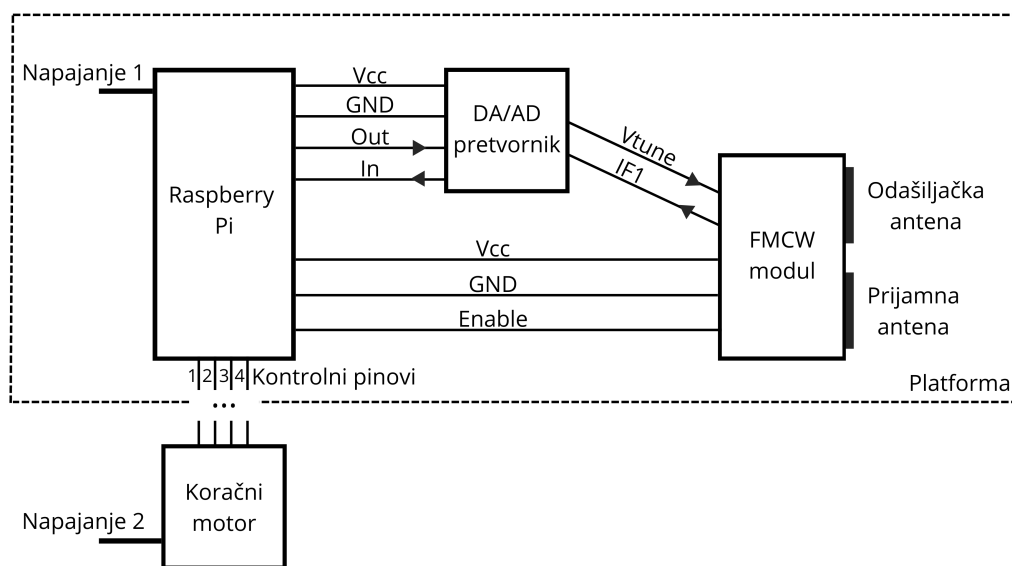 Napajanje 1
Vcc
GND
Out
In
DA/AD
pretvornik
Vtune
IF1
Raspberry
Pi
Odašiljačka
antena
FMCW
modul
Vcc
GND
Enable
Prijamna
antena
1 2 3 4 Kontrolni pinovi
Platforma
...
Koračni
motor
Napajanje 2